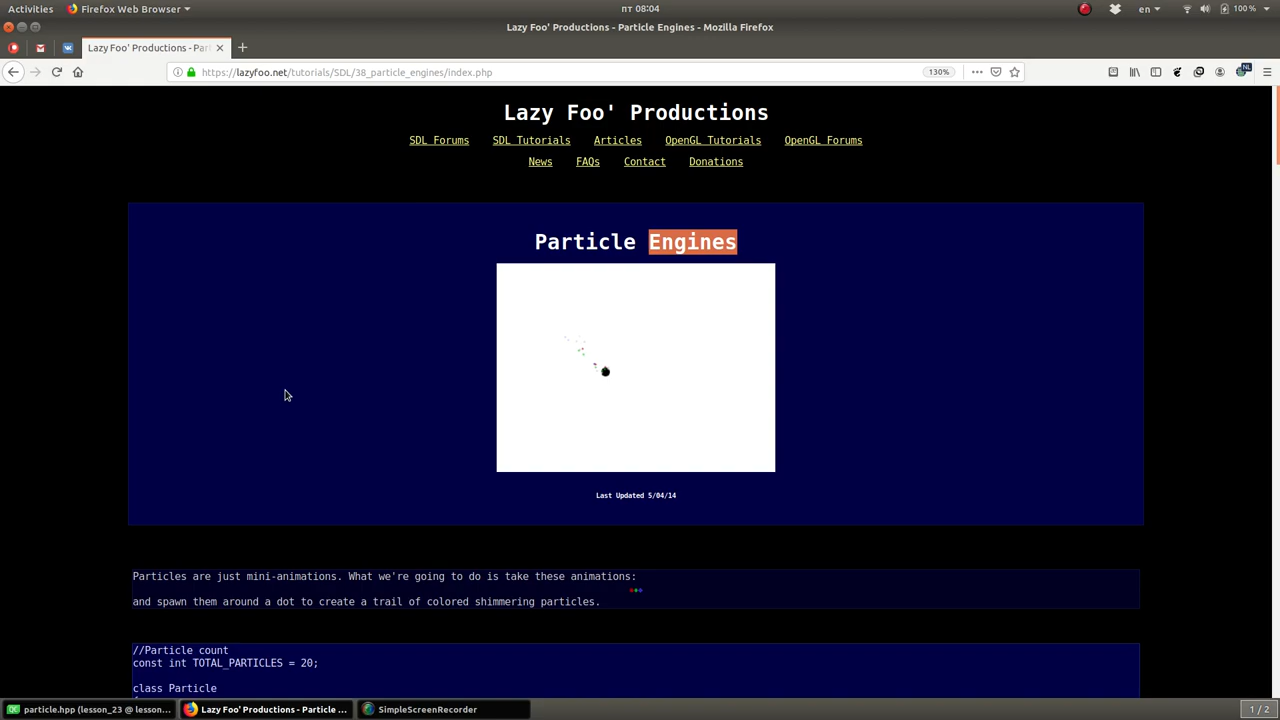 Activities Firefox Web Browser пт 08:04 en 100 %
Lazy Foo' Productions - Particle Engines - Mozilla Firefox
Lazy Foo' Productions - Par
https://lazyfoo.net/tutorials/SDL/38_particle_engines/index.php 130% NL
Lazy Foo' Productions
SDL Forums SDL Tutorials Articles OpenGL Tutorials OpenGL Forums
News FAQs Contact Donations
Particle Engines
Last Updated 5/04/14
Particles are just mini-animations. What we're going to do is take these animations:
and spawn them around a dot to create a trail of colored shimmering particles.
//Particle count
const int TOTAL_PARTICLES = 20;
class Particle
particle.hpp (lesson_23 @ lesson... Lazy Foo' Productions - Particle ... SimpleScreenRecorder 1 / 2